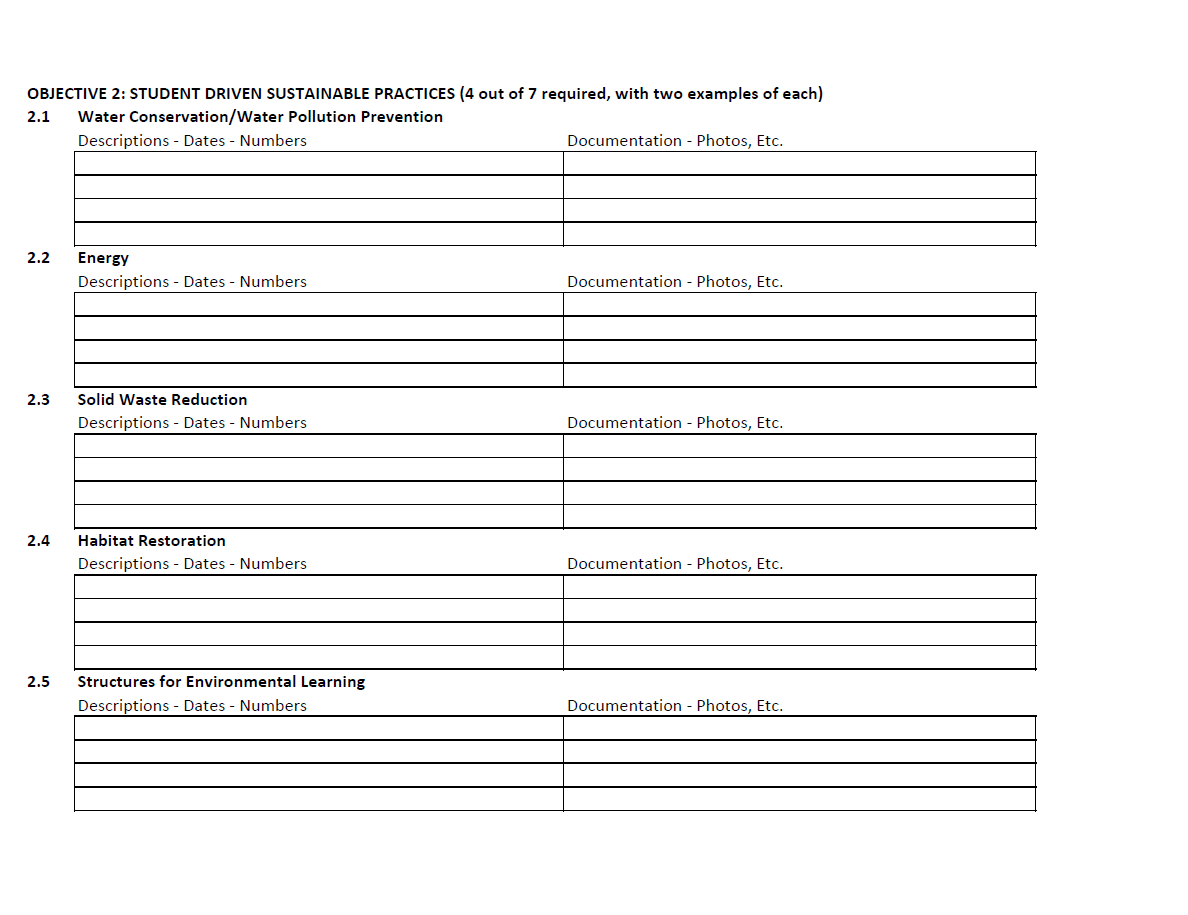 OBJECTIVE 2: STUDENT DRIVEN SUSTAINABLE PRACTICES (4 out of 7 required, with two examples of each)
2.1 Water Conservation/Water Pollution Prevention
Descriptions - Dates - Numbers Documentation - Photos, Etc.
2.2 Energy
Descriptions - Dates - Numbers Documentation - Photos, Etc.
2.3 Solid Waste Reduction
Descriptions - Dates - Numbers Documentation - Photos, Etc.
2.4 Habitat Restoration
Descriptions - Dates - Numbers Documentation - Photos, Etc.
2.5 Structures for Environmental Learning
Descriptions - Dates - Numbers Documentation - Photos, Etc.